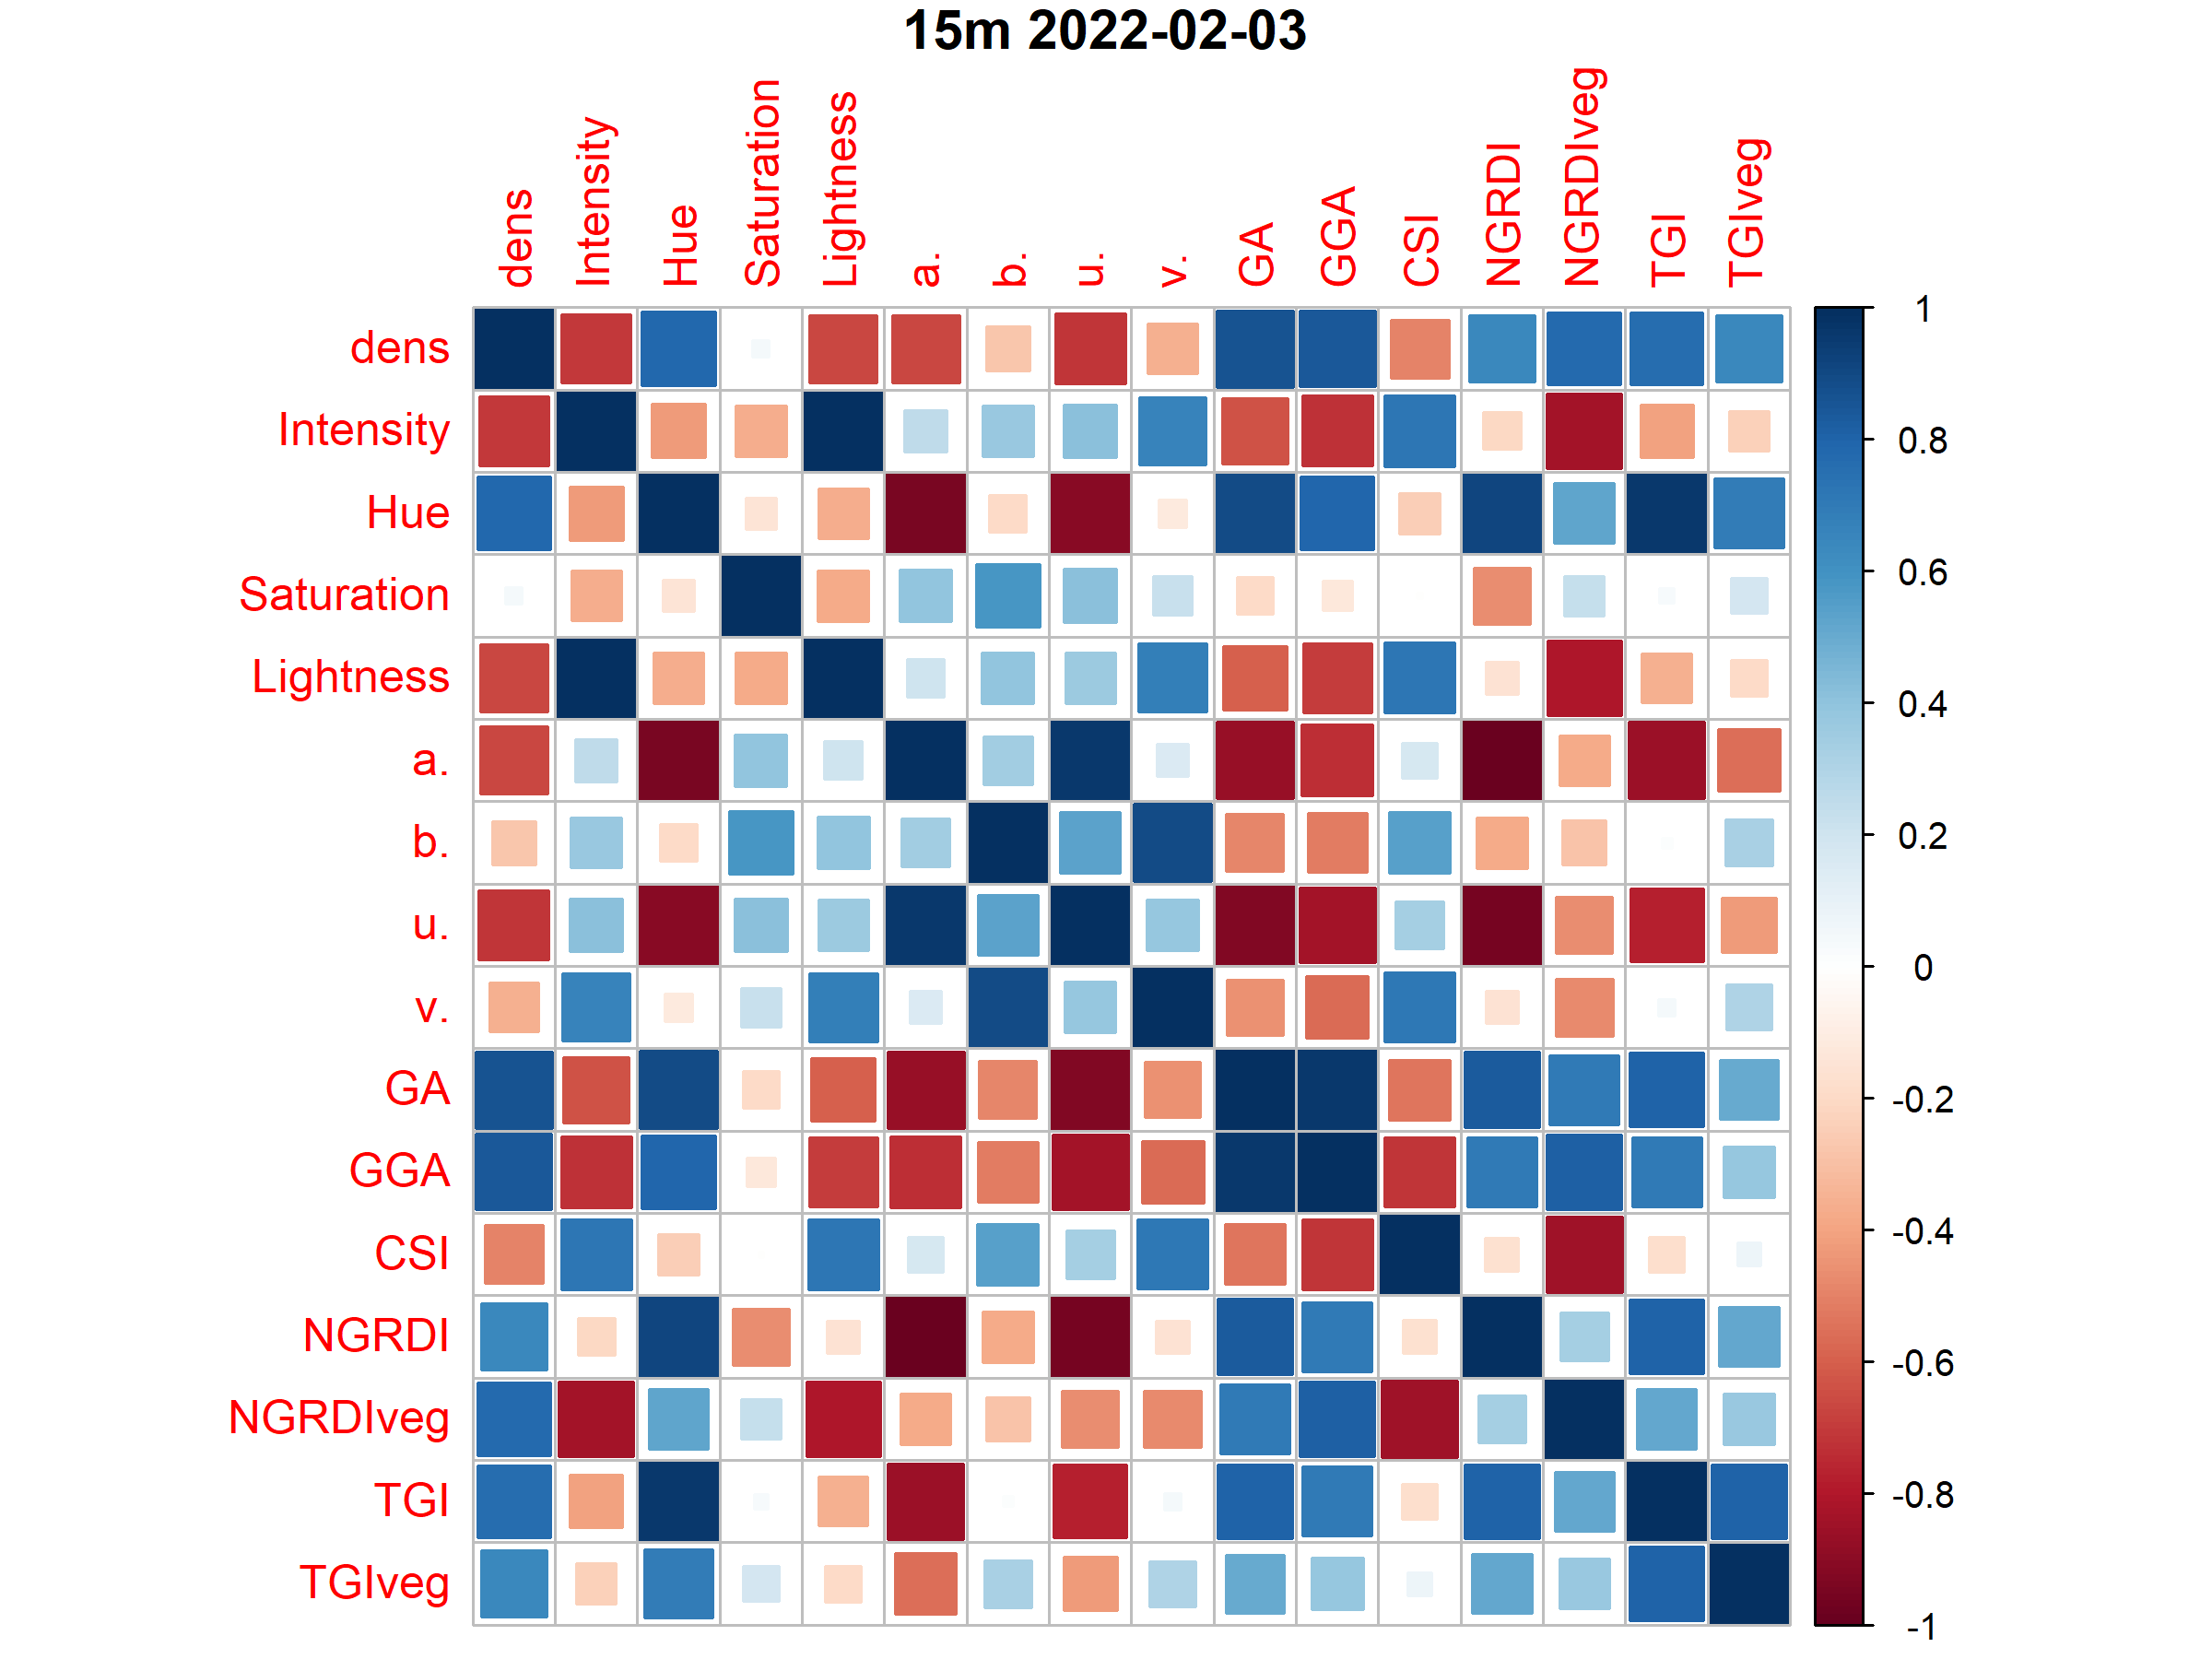 15m 2022-02-03
dens Intensity Hue Saturation Lightness a. b. u. v. GA GGA CSI NGRDI NGRDIveg TGI TGIveg
dens
Intensity
Hue
Saturation
Lightness
a.
b.
u.
v.
GA
GGA
CSI
NGRDI
NGRDIveg
TGI
TGIveg
1
0.8
0.6
0.4
0.2
0
-0.2
-0.4
-0.6
-0.8
-1